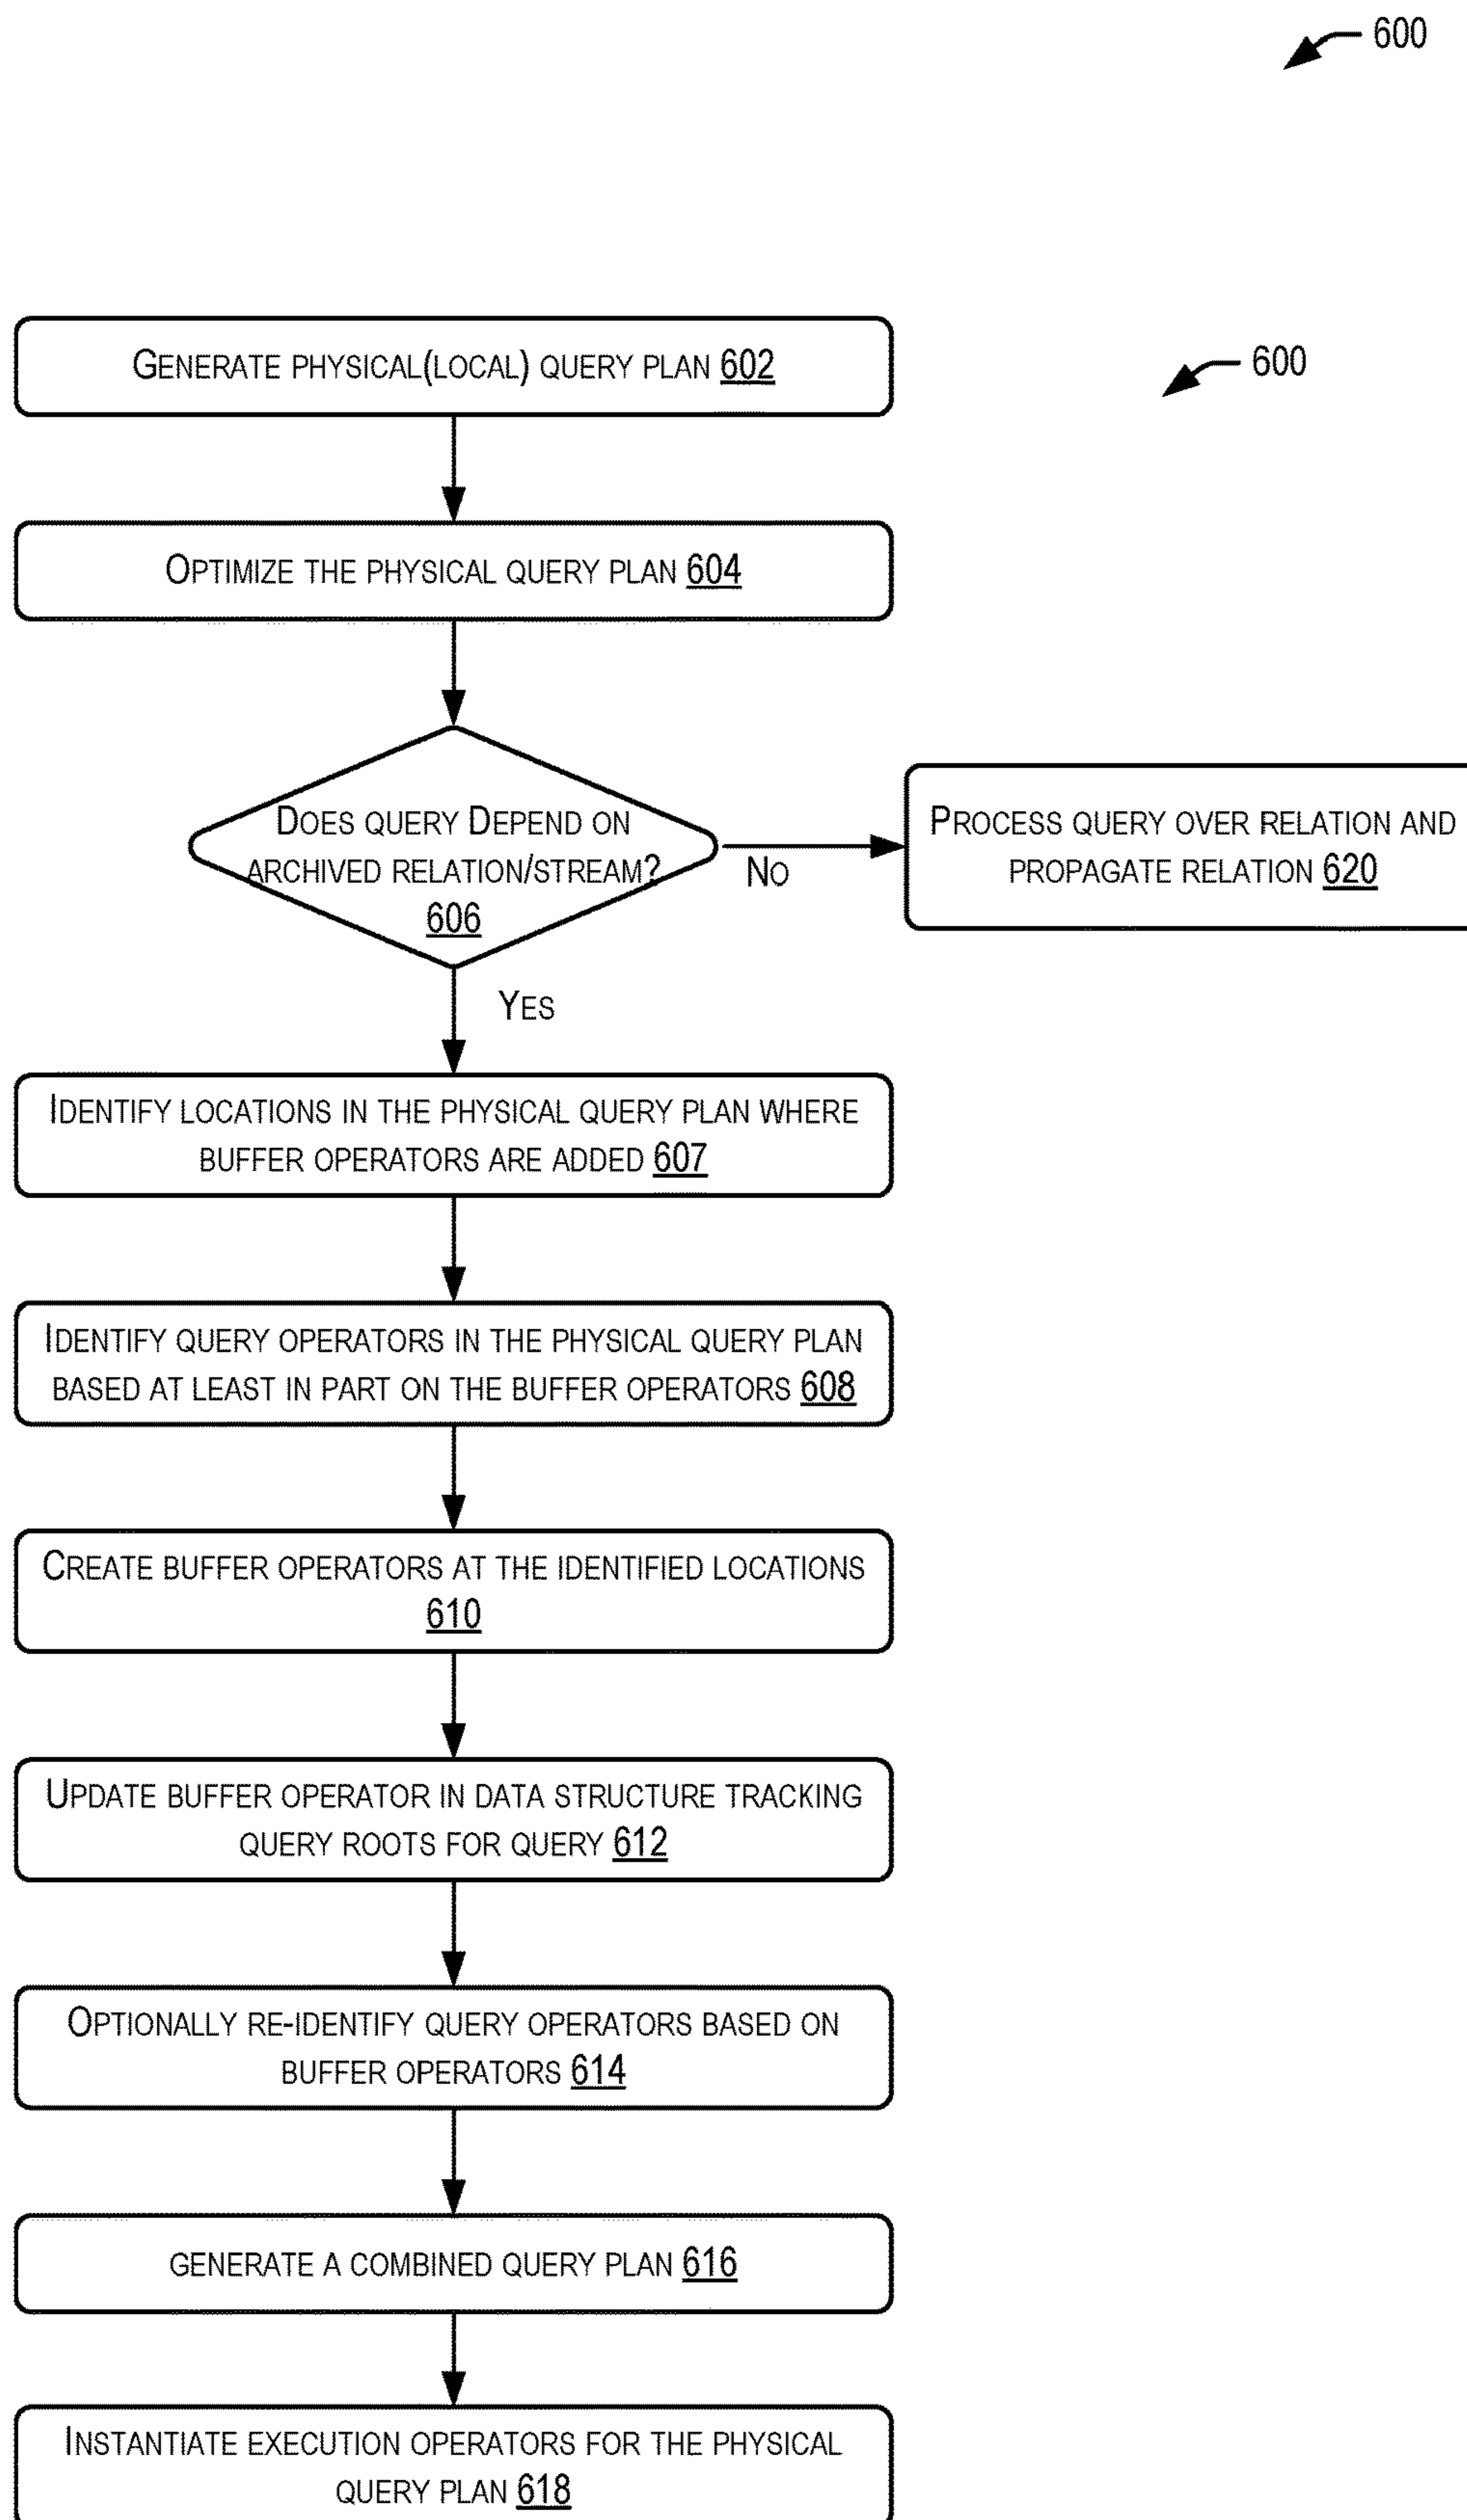 600
GENERATE PHYSICAL(LOCAL) QUERY PLAN 602
600
OPTIMIZE THE PHYSICAL QUERY PLAN 604
DOES QUERY DEPEND ON
ARCHIVED RELATION/STREAM?
606
NO
PROCESS QUERY OVER RELATION AND
PROPAGATE RELATION 620
YES
IDENTIFY LOCATIONS IN THE PHYSICAL QUERY PLAN WHERE
BUFFER OPERATORS ARE ADDED 607
IDENTIFY QUERY OPERATORS IN THE PHYSICAL QUERY PLAN
BASED AT LEAST IN PART ON THE BUFFER OPERATORS 608
CREATE BUFFER OPERATORS AT THE IDENTIFIED LOCATIONS
610
UPDATE BUFFER OPERATOR IN DATA STRUCTURE TRACKING
QUERY ROOTS FOR QUERY 612
OPTIONALLY RE-IDENTIFY QUERY OPERATORS BASED ON
BUFFER OPERATORS 614
GENERATE A COMBINED QUERY PLAN 616
INSTANTIATE EXECUTION OPERATORS FOR THE PHYSICAL
QUERY PLAN 618